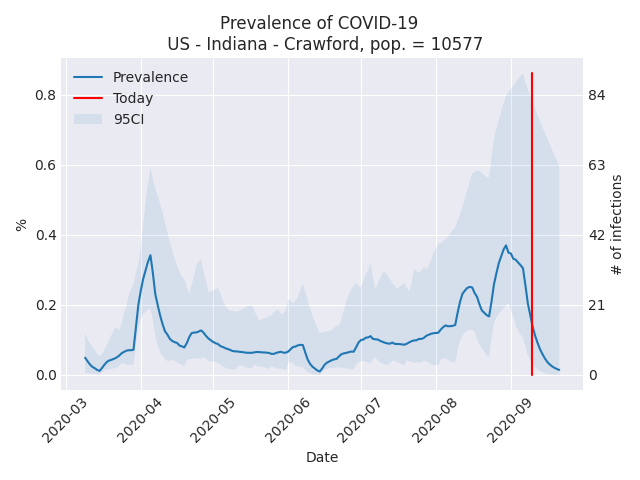 Prevalence of COVID-19
US - Indiana - Crawford, pop. = 10577
Prevalence
Today
95CI
%
0.8
0.6
0.4
0.2
0.0
84
63
42
21
0
# of infections
2020-03
2020-04
2020-05
2020-06
2020-07
2020-08
2020-09
Date